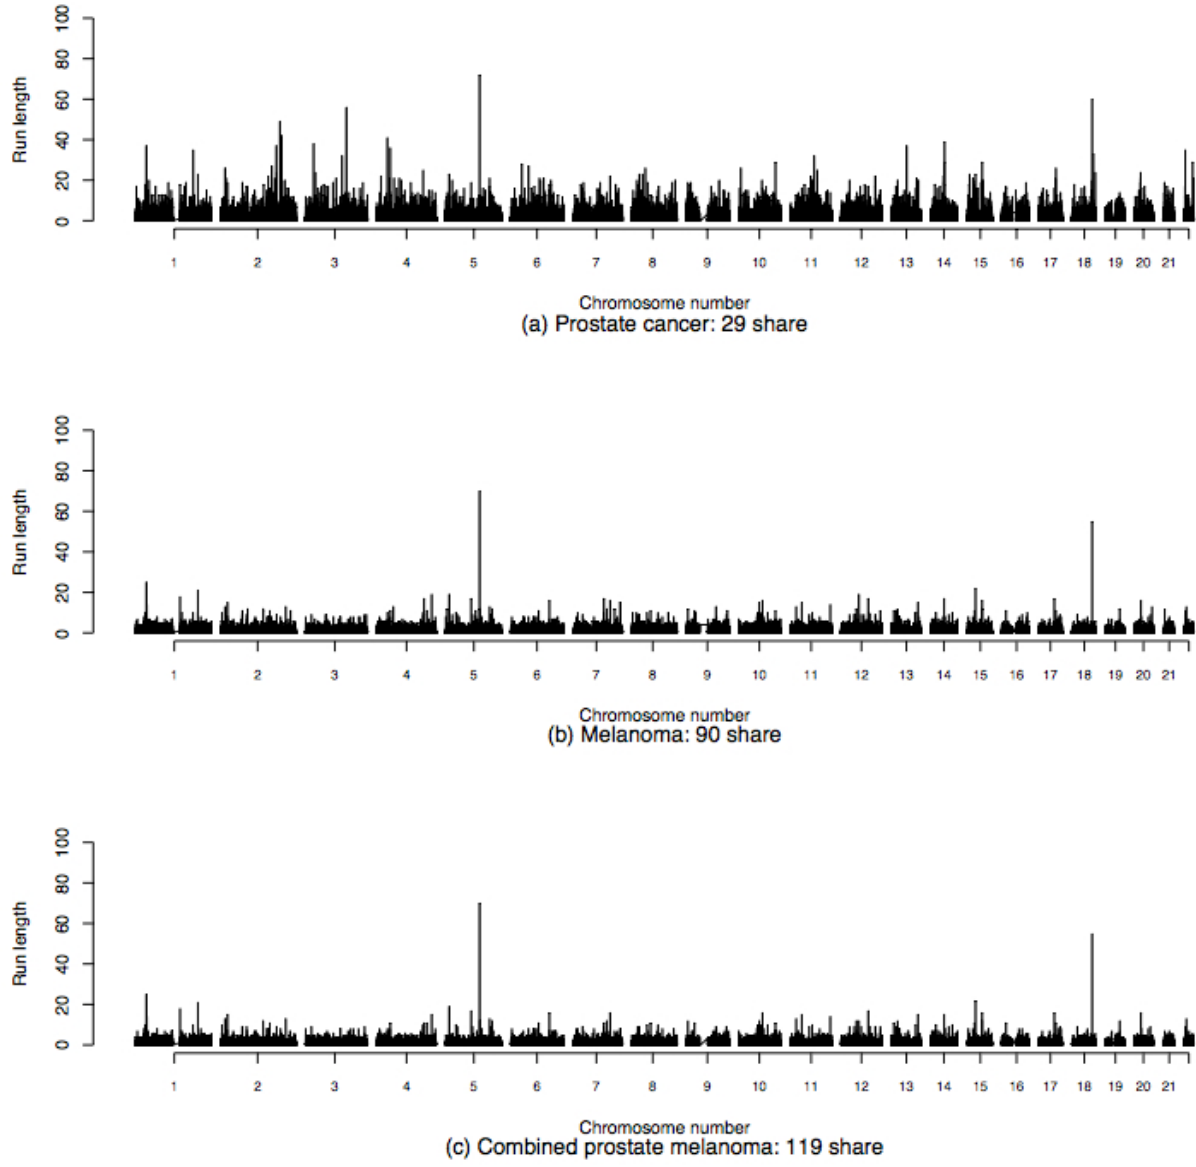 100
80
60
40
20
0
Run length
1 2 3 4 5 6 7 8 9 10 11 12 13 14 15 16 17 18 19 20 21
Chromosome number
(a) Prostate cancer: 29 share
100
80
60
40
20
0
Run length
1 2 3 4 5 6 7 8 9 10 11 12 13 14 15 16 17 18 19 20 21
Chromosome number
(b) Melanoma: 90 share
100
80
60
40
20
0
Run length
1 2 3 4 5 6 7 8 9 10 11 12 13 14 15 16 17 18 19 20 21
Chromosome number
(c) Combined prostate melanoma: 119 share